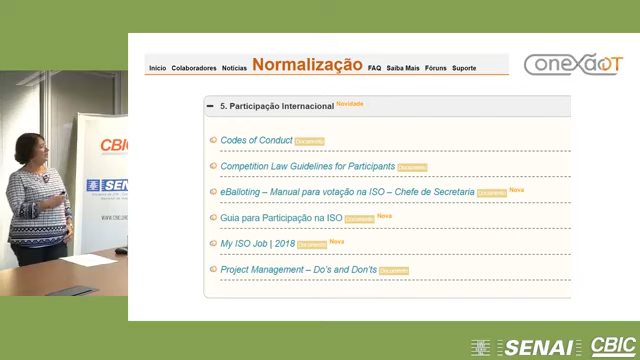 Início Colaboradores Notícias Normalização FAQ Saiba Mais Fóruns Suporte
conexãoDT
5. Participação Internacional Novidade
Codes of Conduct Documento
Competition Law Guidelines for Participants Documento
eBalloting – Manual para votação na ISO – Chefe de Secretaria Documento Nova
Guia para Participação na ISO Documento Nova
My ISO Job | 2018 Documento Nova
Project Management – Do's and Don'ts Documento
CBIC
SENAI
SENAI CBIC